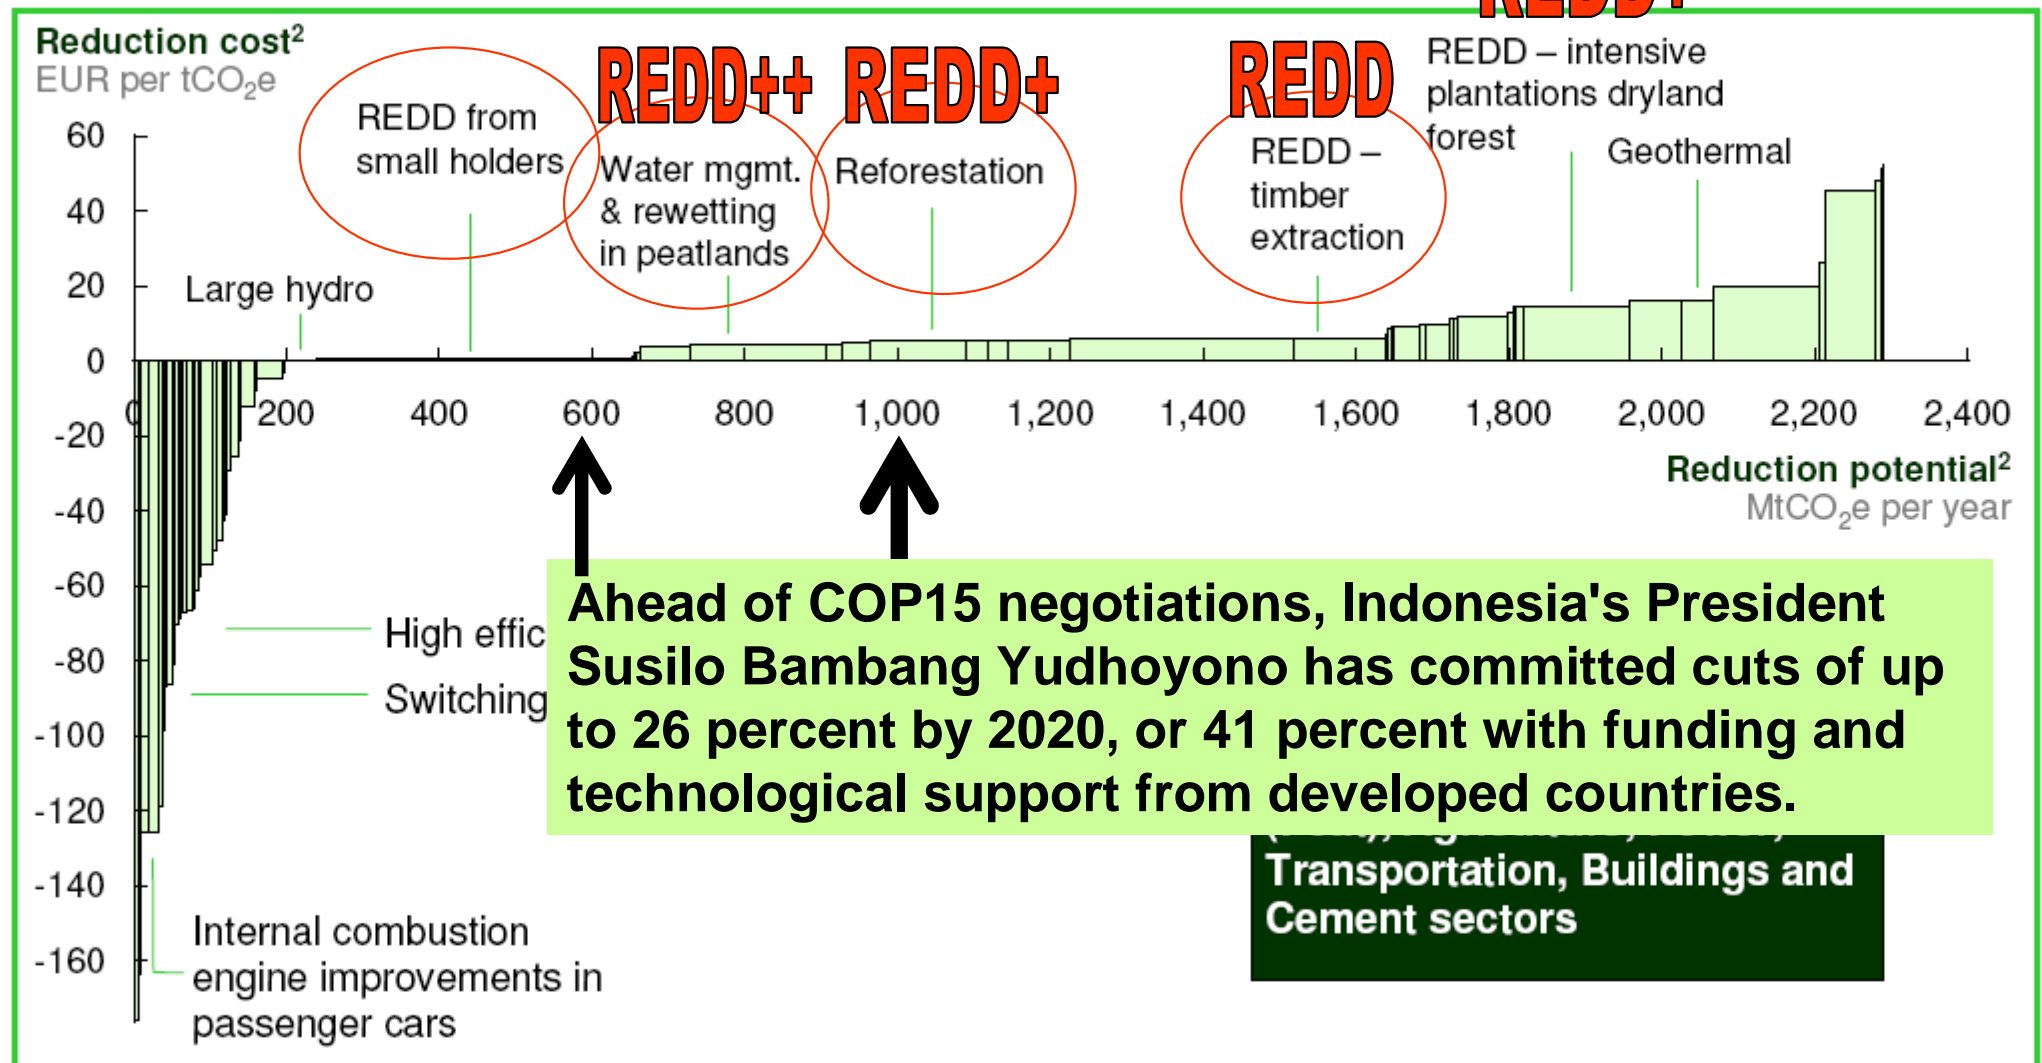 REDD+
Reduction cost2
EUR per tCO2e
REDD++
REDD+
REDD
REDD – intensive
plantations dryland
forest
REDD from
small holders
Water mgmt.
& rewetting
in peatlands
Reforestation
REDD –
timber
extraction
Geothermal
Large hydro
60
40
20
0
-20
-40
-60
-80
-100
-120
-140
-160
0 200 400 600 800 1,000 1,200 1,400 1,600 1,800 2,000 2,200 2,400
Reduction potential2
MtCO2e per year
High effic
Switching
Ahead of COP15 negotiations, Indonesia's President
Susilo Bambang Yudhoyono has committed cuts of up
to 26 percent by 2020, or 41 percent with funding and
technological support from developed countries.
Transportation, Buildings and
Cement sectors
Internal combustion
engine improvements in
passenger cars